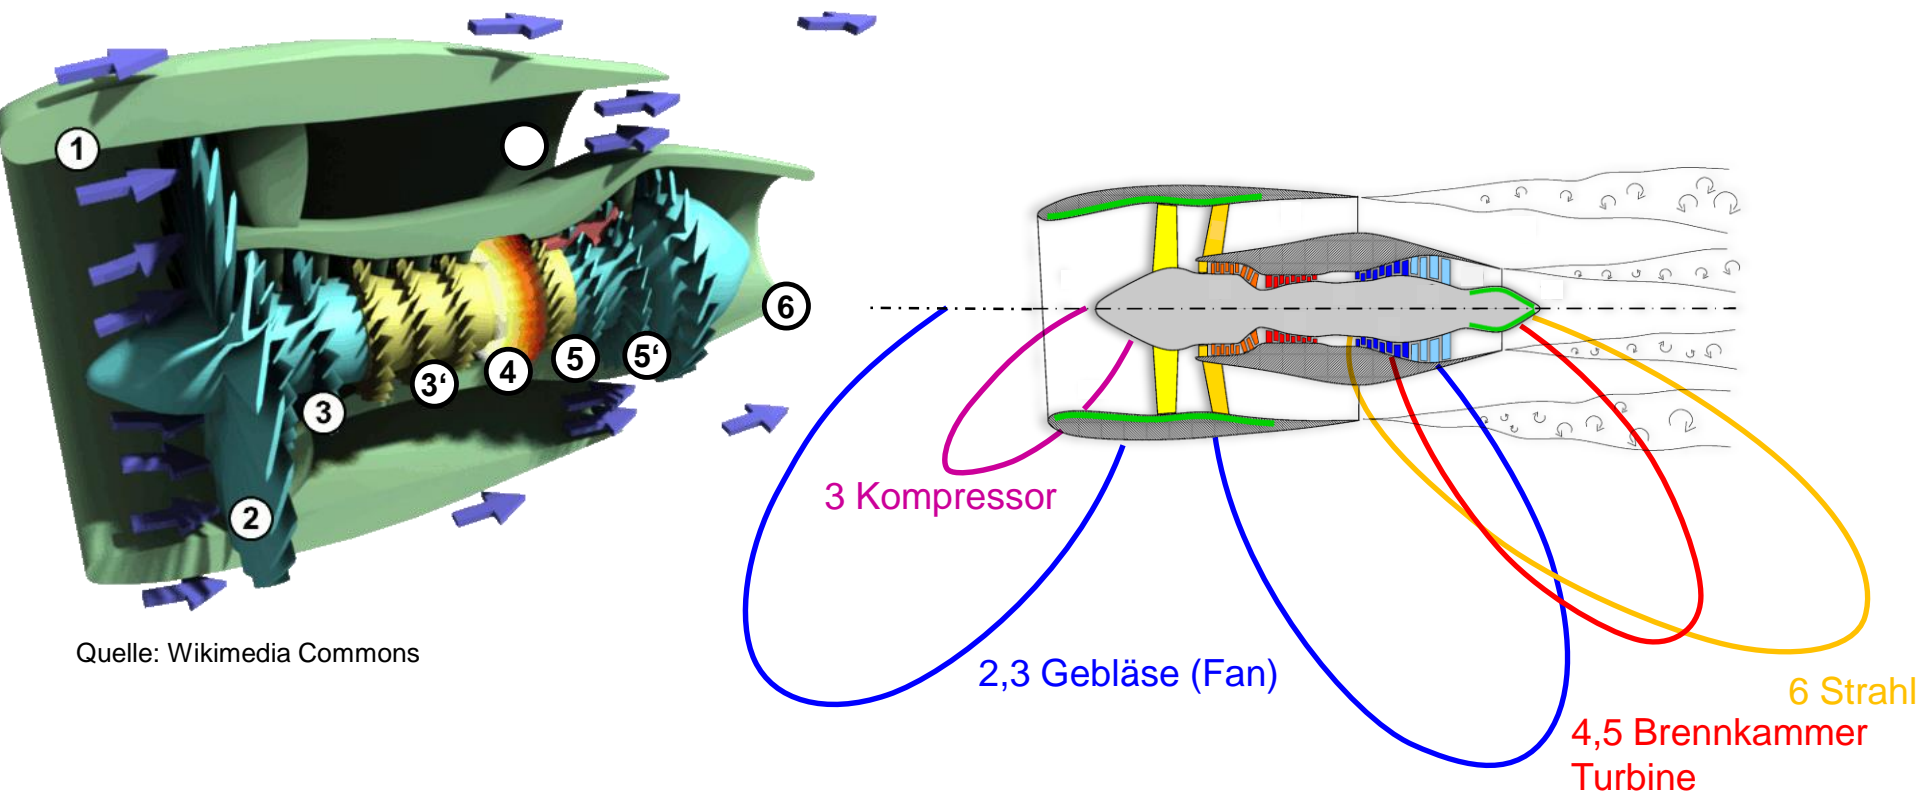 1
2
3
3‘
4
5
5‘
6
Quelle: Wikimedia Commons
3 Kompressor
2,3 Gebläse (Fan)
6 Strahl
4,5 Brennkammer
Turbine